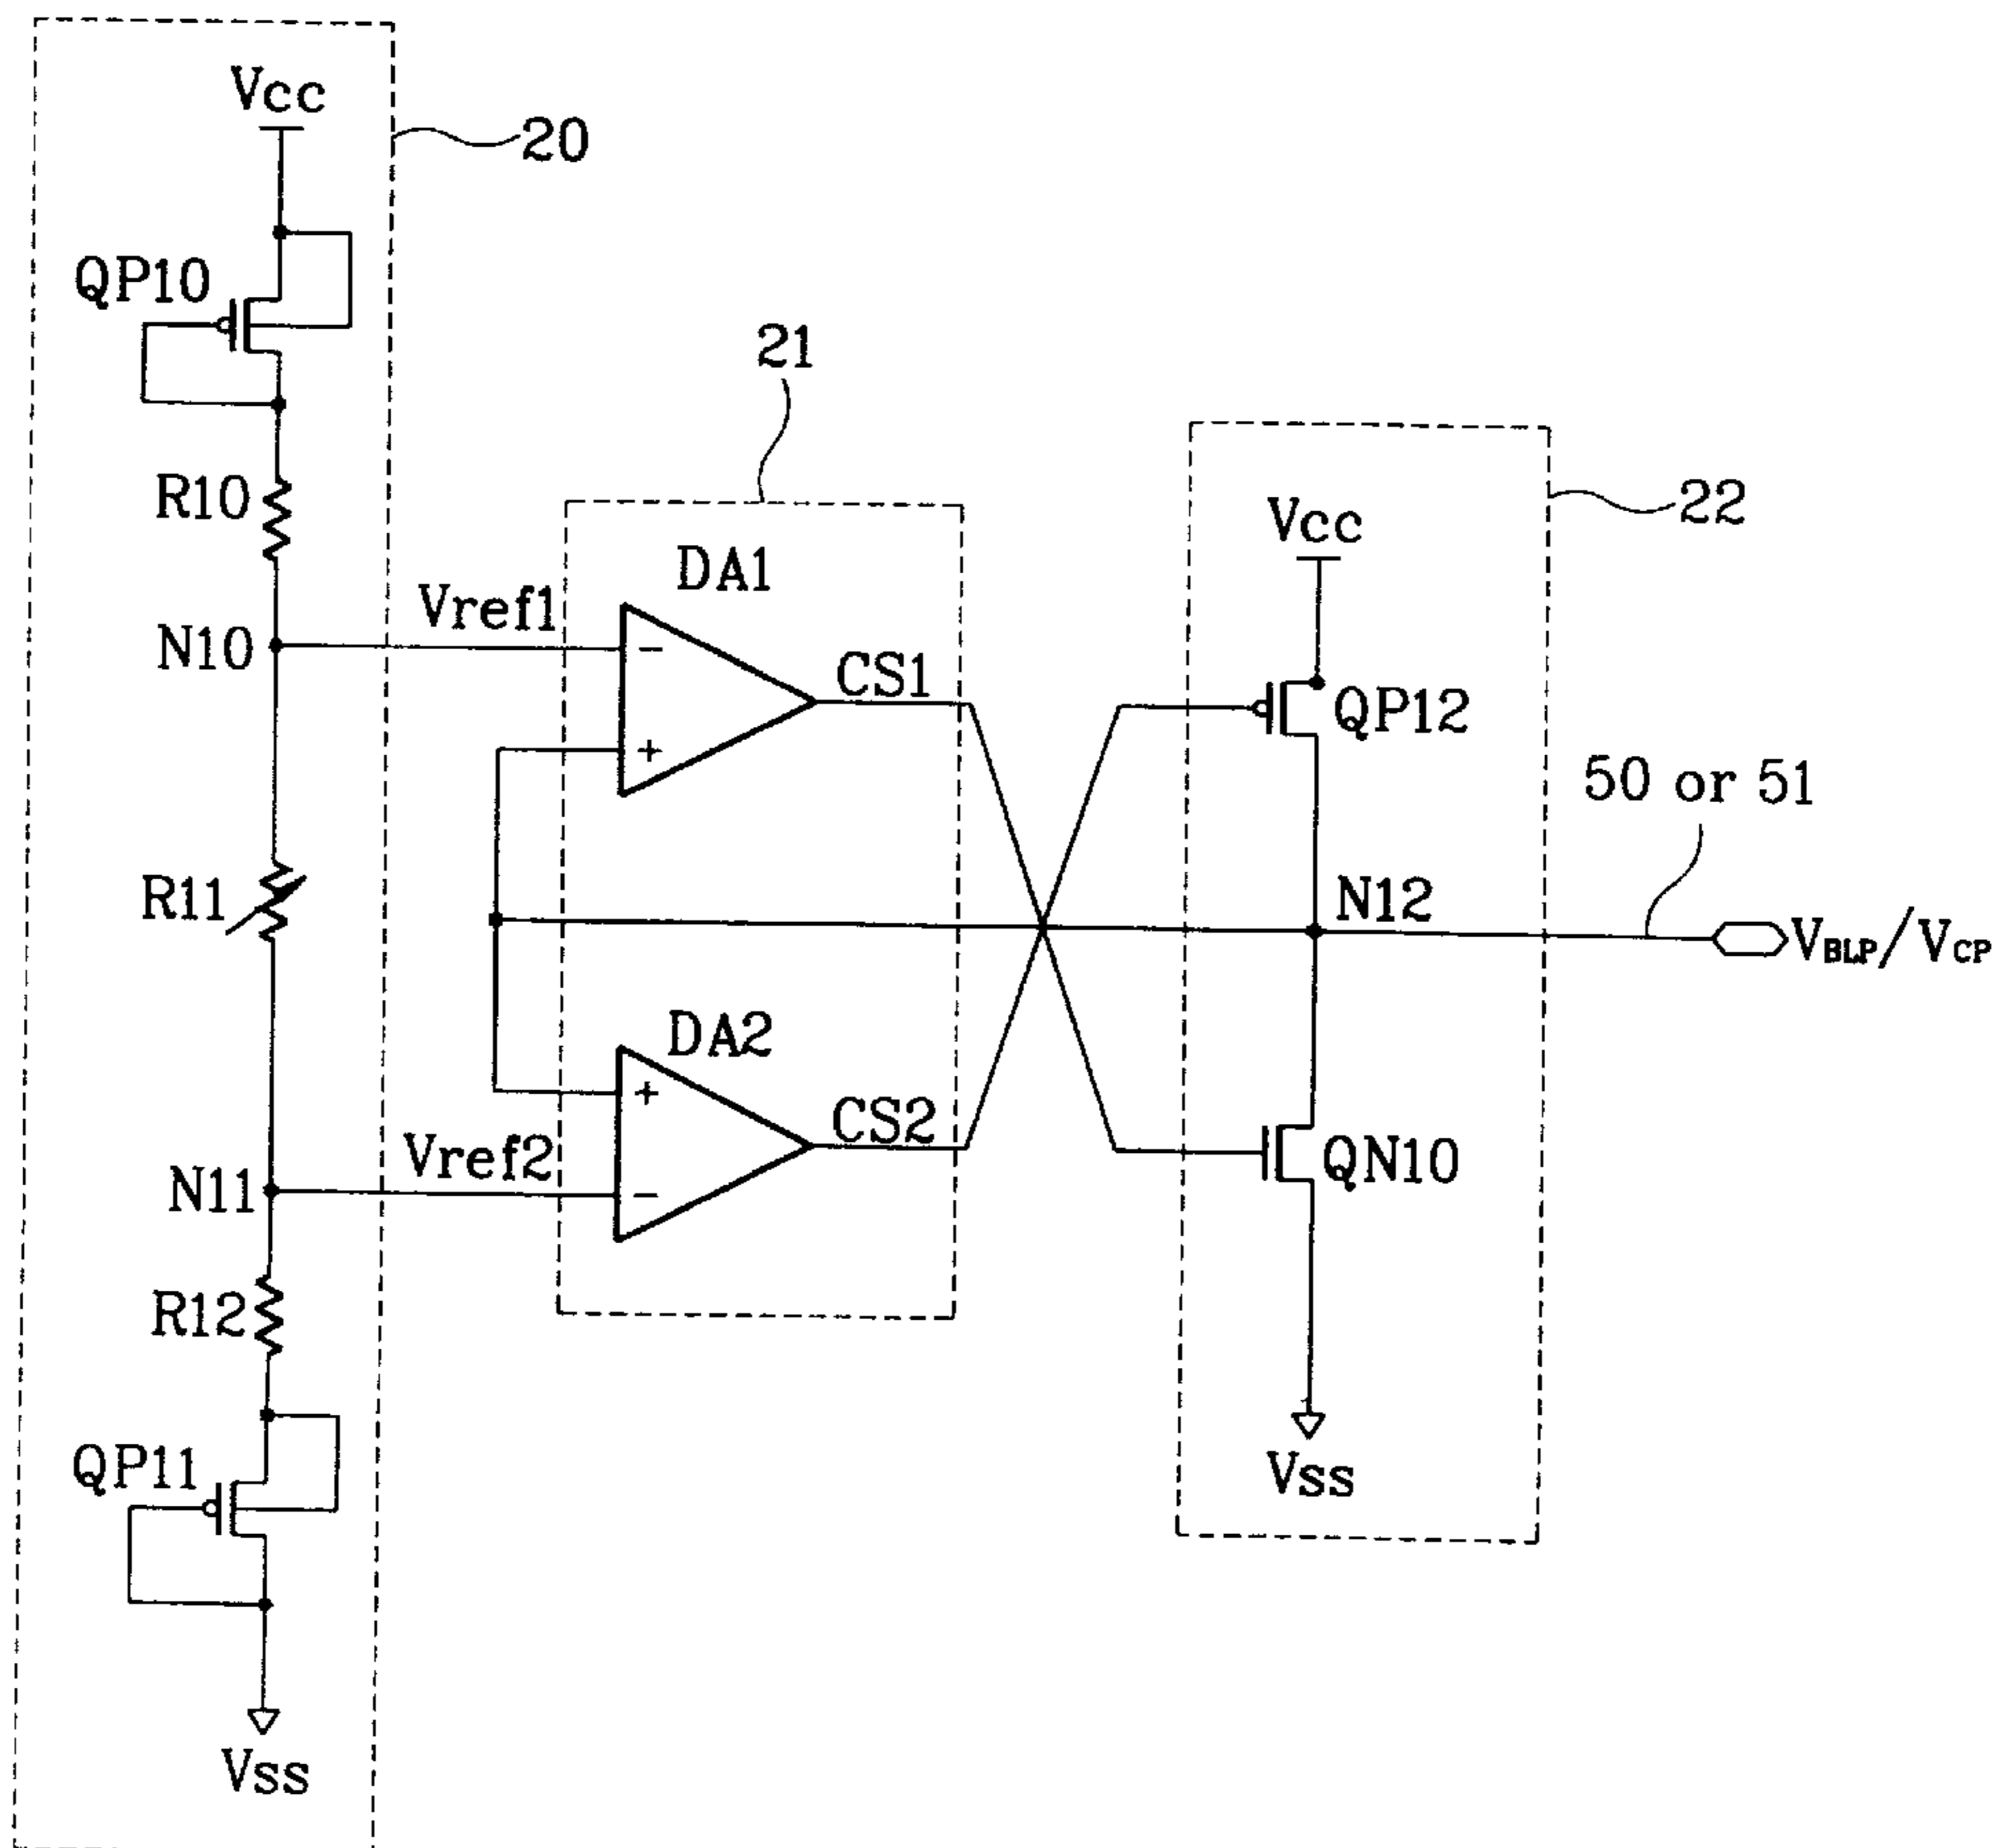 Vcc
20
QP10
21
R10
22
Vcc
DA1
Vref1
N10
-
CS1
QP12
+
50 or 51
R11
N12
VBLP/VCP
DA2
+
CS2
Vref2
QN10
N11
-
R12
QP11
Vss
Vss